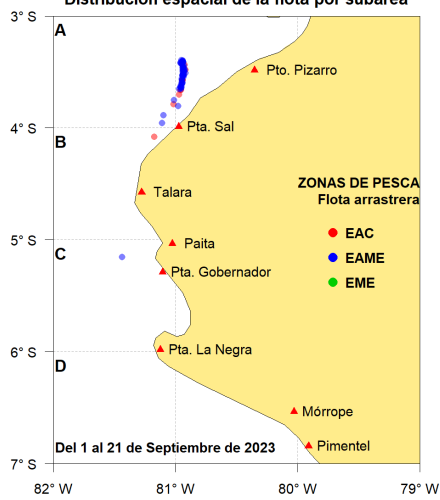 Distribución espacial de la flota por subárea
3° S
A
Pto. Pizarro
4° S
Pta. Sal
B
ZONAS DE PESCA
Talara
Flota arrastrera
EAC
5° S
Paita
C
EAME
Pta. Gobernador
EME
6° S
Pta. La Negra
D
Mórrope
Del 1 al 21 de Septiembre de 2023
Pimentel
7° S
82° W
81° W
80° W
79° W